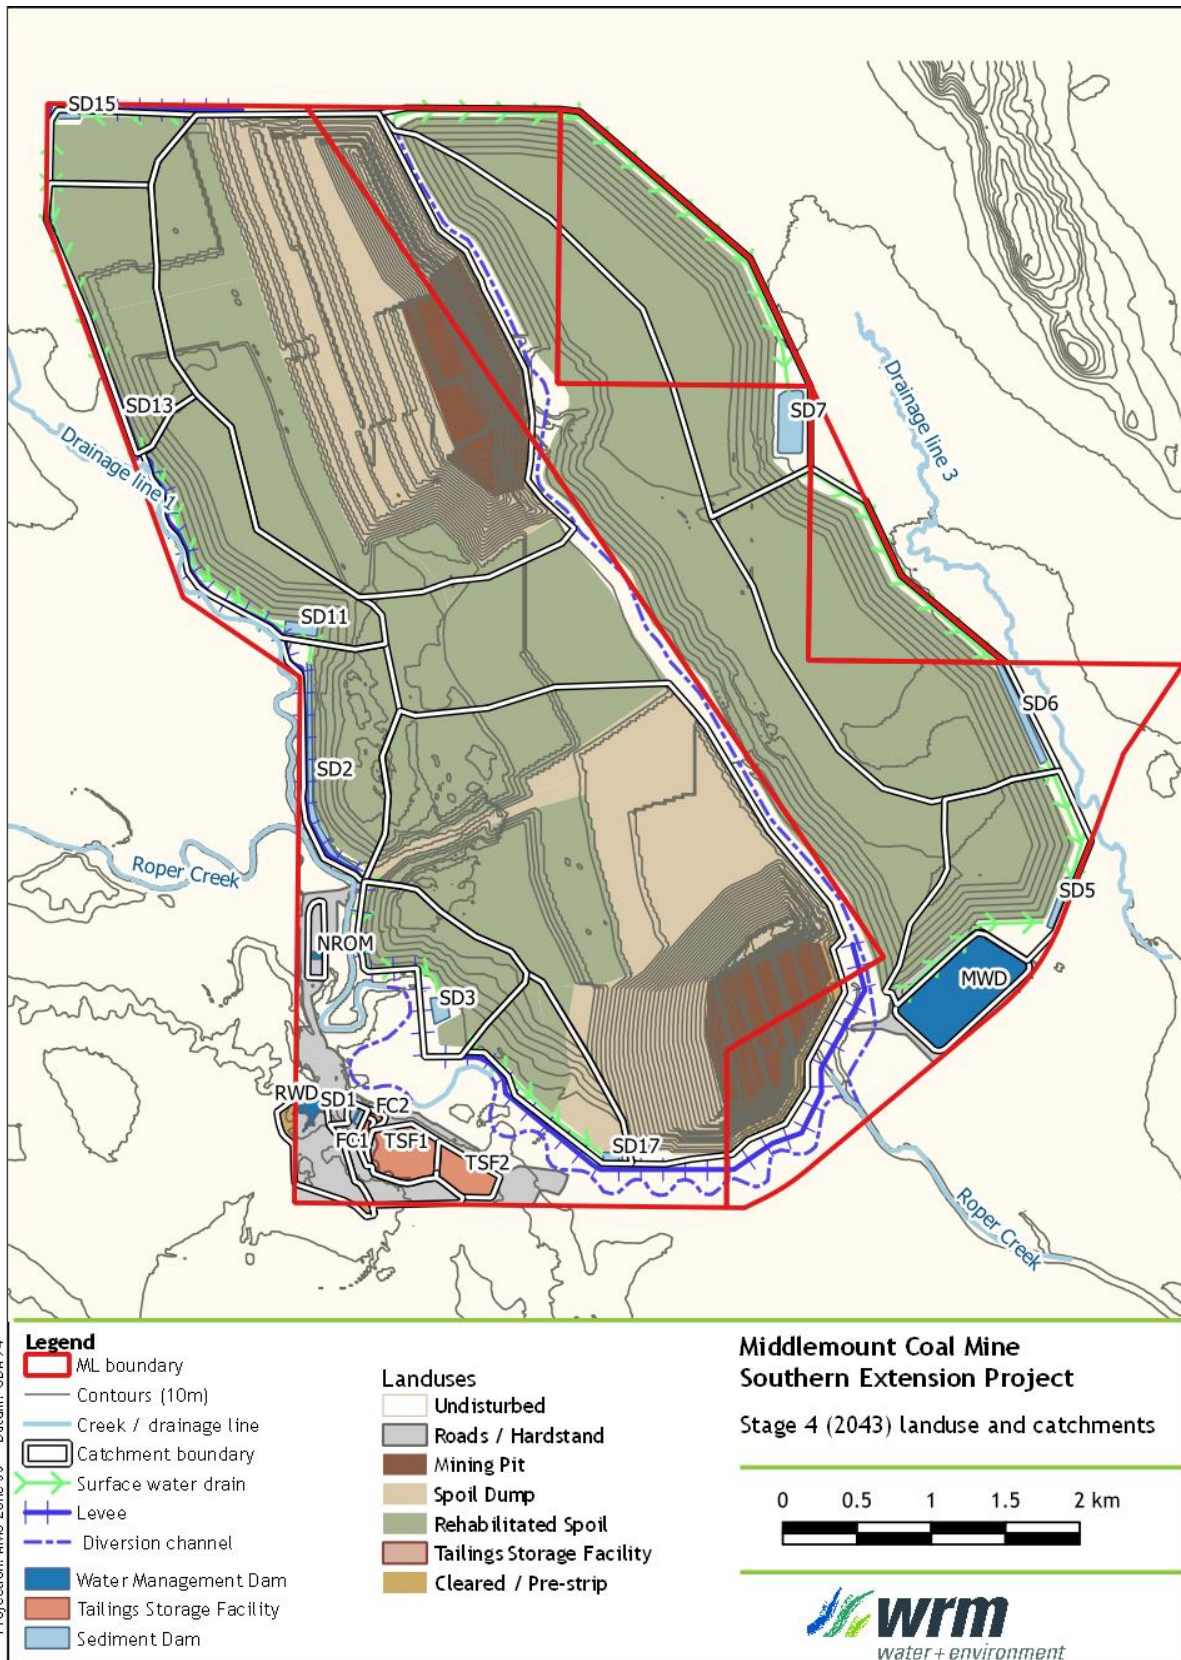 SD15
SD13
Drainage line 1
SD7
Drainage line 3
SD11
SD6
SD2
Roper Creek
SD5
NROM
MWD
SD3
RWD
SD1
FC2
FC1
TSF1
TSF2
SD17
Roper Creek
Legend
ML boundary
Contours (10m)
Creek / drainage line
Catchment boundary
Surface water drain
Levee
Diversion channel
Water Management Dam
Tailings Storage Facility
Sediment Dam
Landuses
Undisturbed
Roads / Hardstand
Mining Pit
Spoil Dump
Rehabilitated Spoil
Tailings Storage Facility
Cleared / Pre-strip
Middlemount Coal Mine
Southern Extension Project
Stage 4 (2043) landuse and catchments
0 0.5 1 1.5 2 km
wrm
water + environment